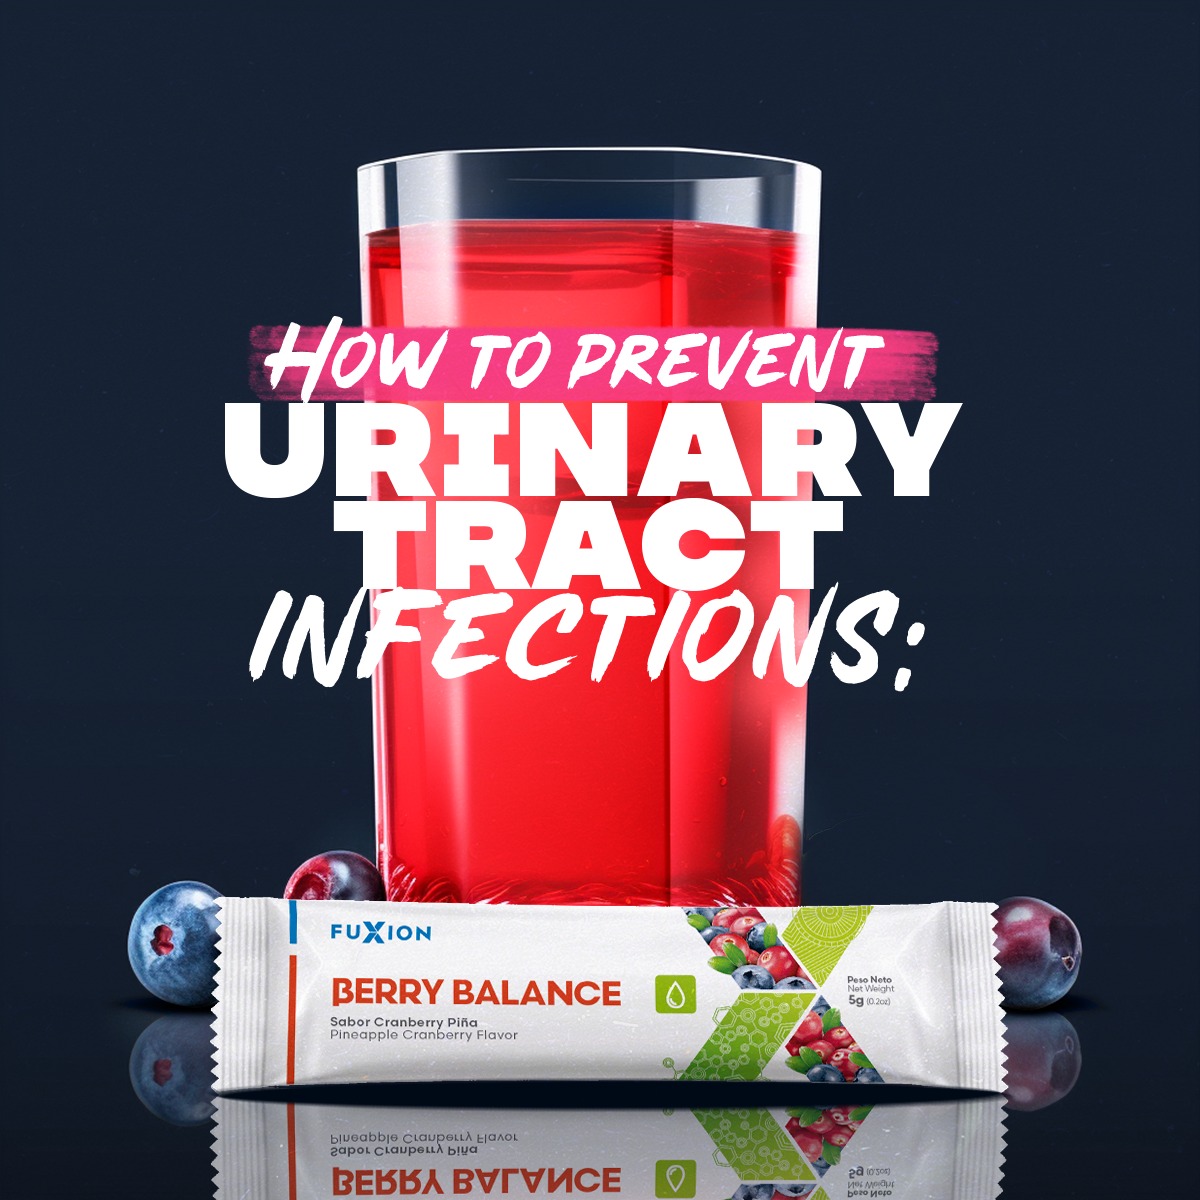 How to prevent
URINARY
TRACT
INFECTIONS:
FUXION
BERRY BALANCE
Sabor Cranberry Piña
Pineapple Cranberry Flavor
Peso Neto
Net Weight
5g (0.2oz)